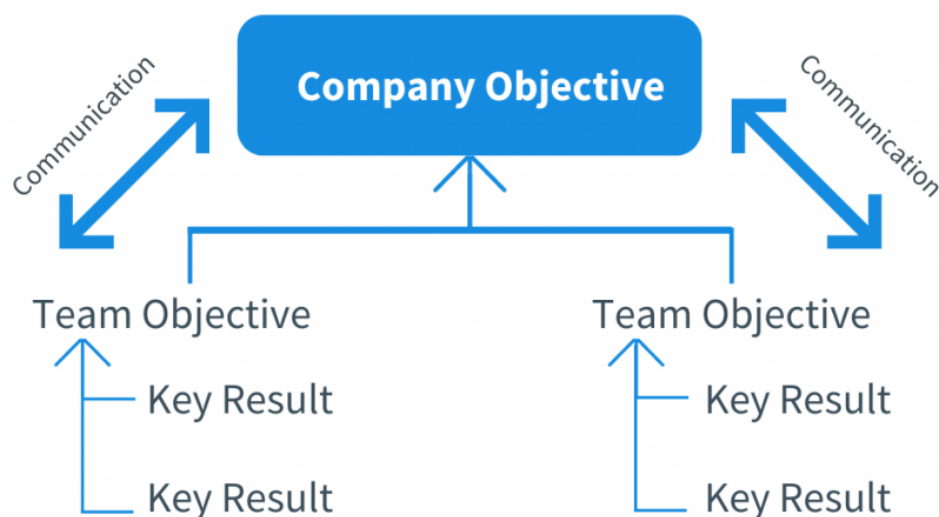 Communication
Company Objective
Communication
Team Objective
Team Objective
Key Result
Key Result
Key Result
Key Result